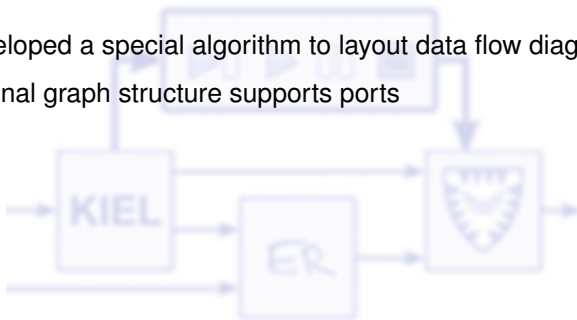 eloped a special algorithm to layout data flow diag
nal graph structure supports ports
KIEL
ER